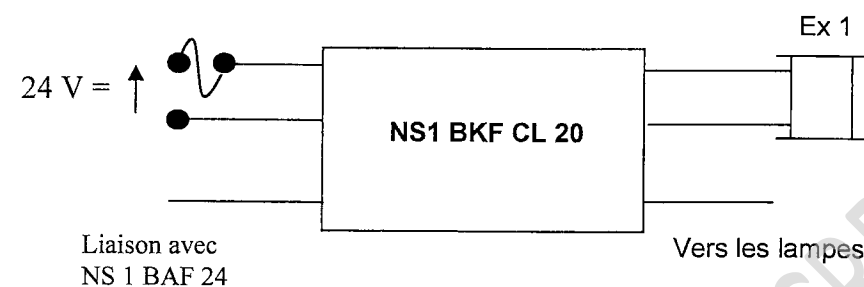 Ex 1
24 V =
NS1 BKF CL 20
Liaison avec
NS 1 BAF 24
Vers les lampes